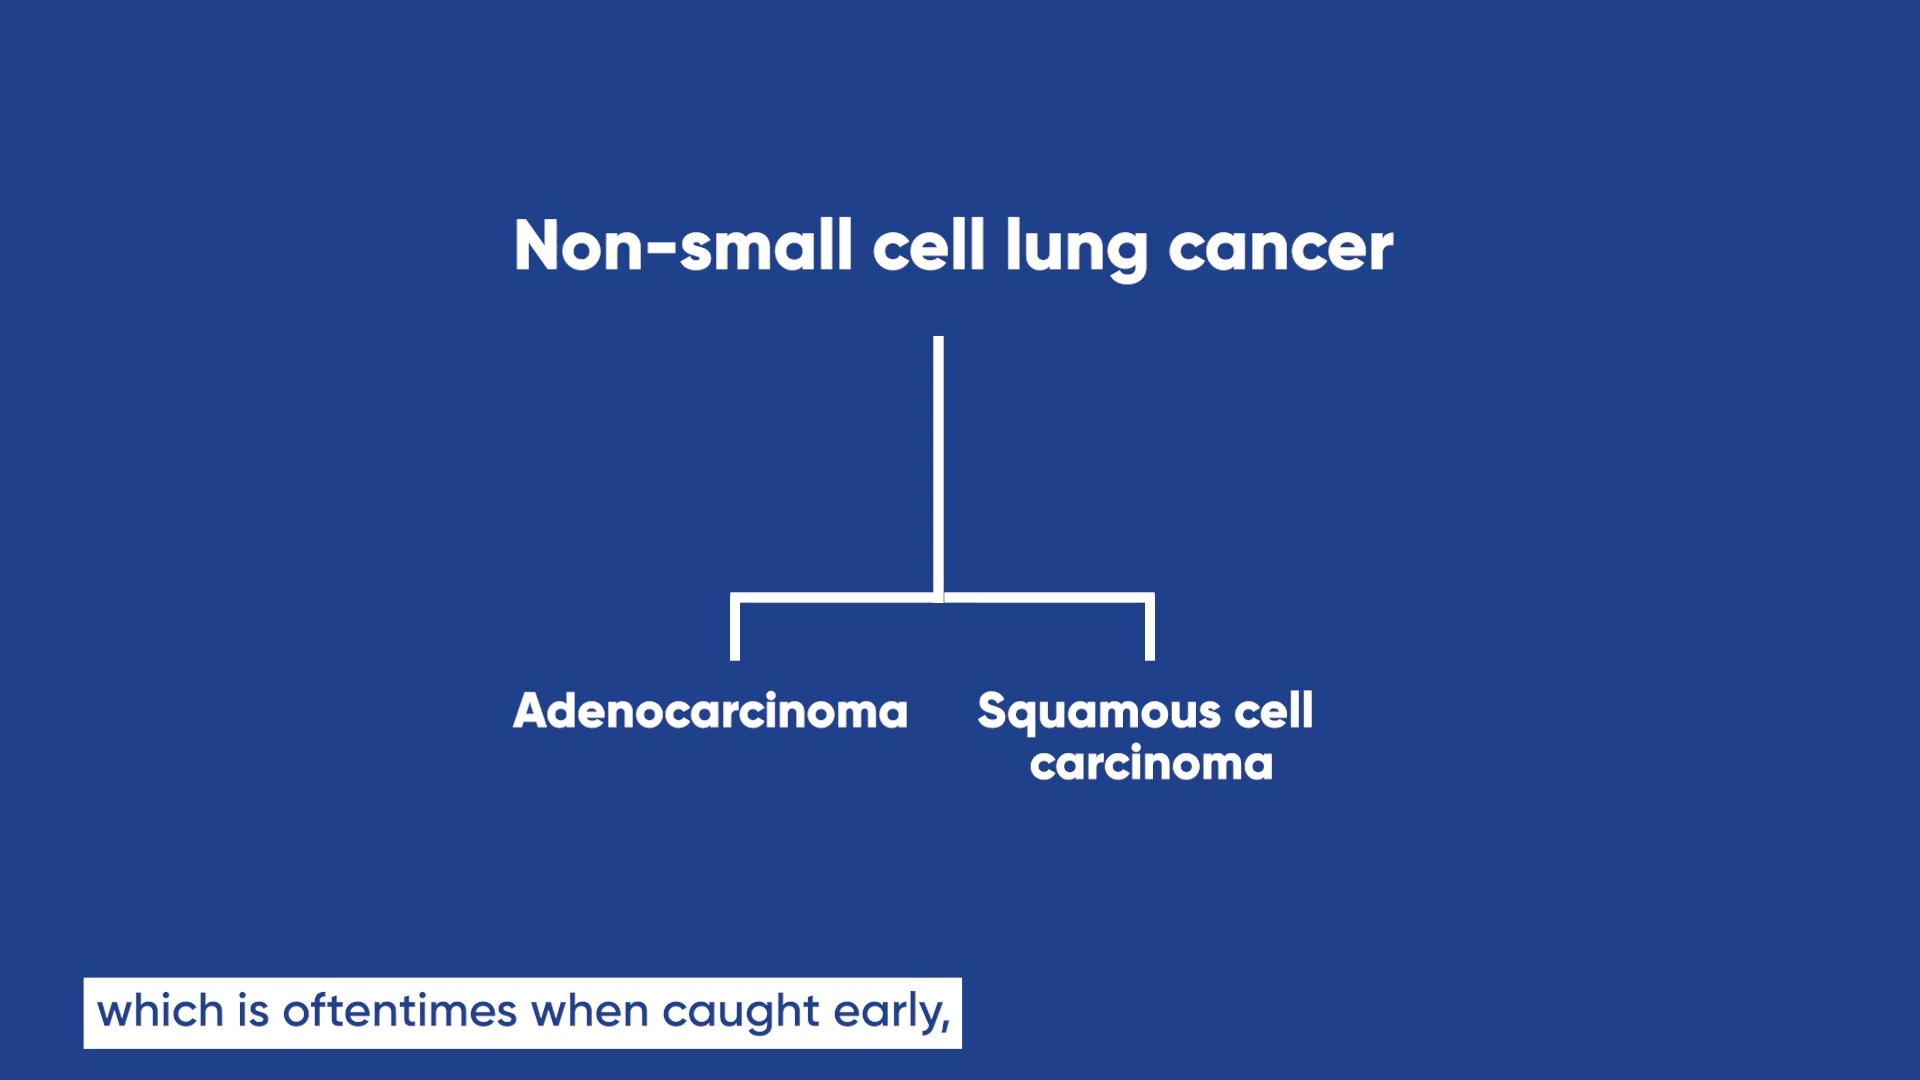 Non-small cell lung cancer
Adenocarcinoma
Squamous cell
carcinoma
which is oftentimes when caught early,